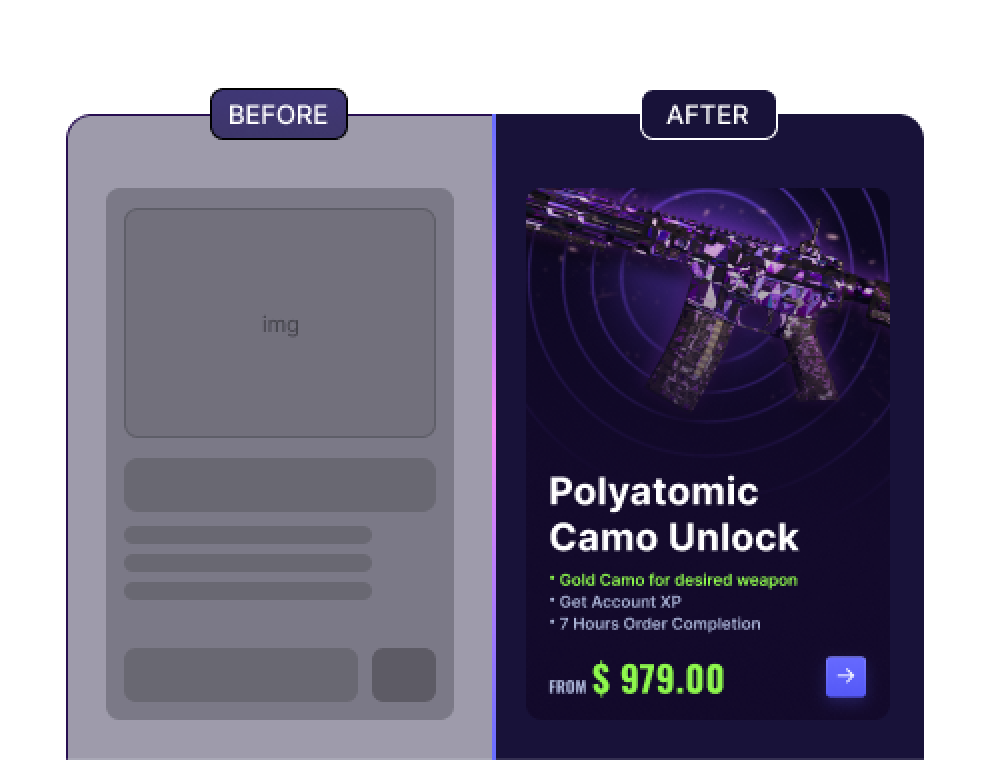 BEFORE
AFTER
img
Polyatomic
Camo Unlock
· Gold Camo for desired weapon
· Get Account XP
· 7 Hours Order Completion
FROM $ 979.00